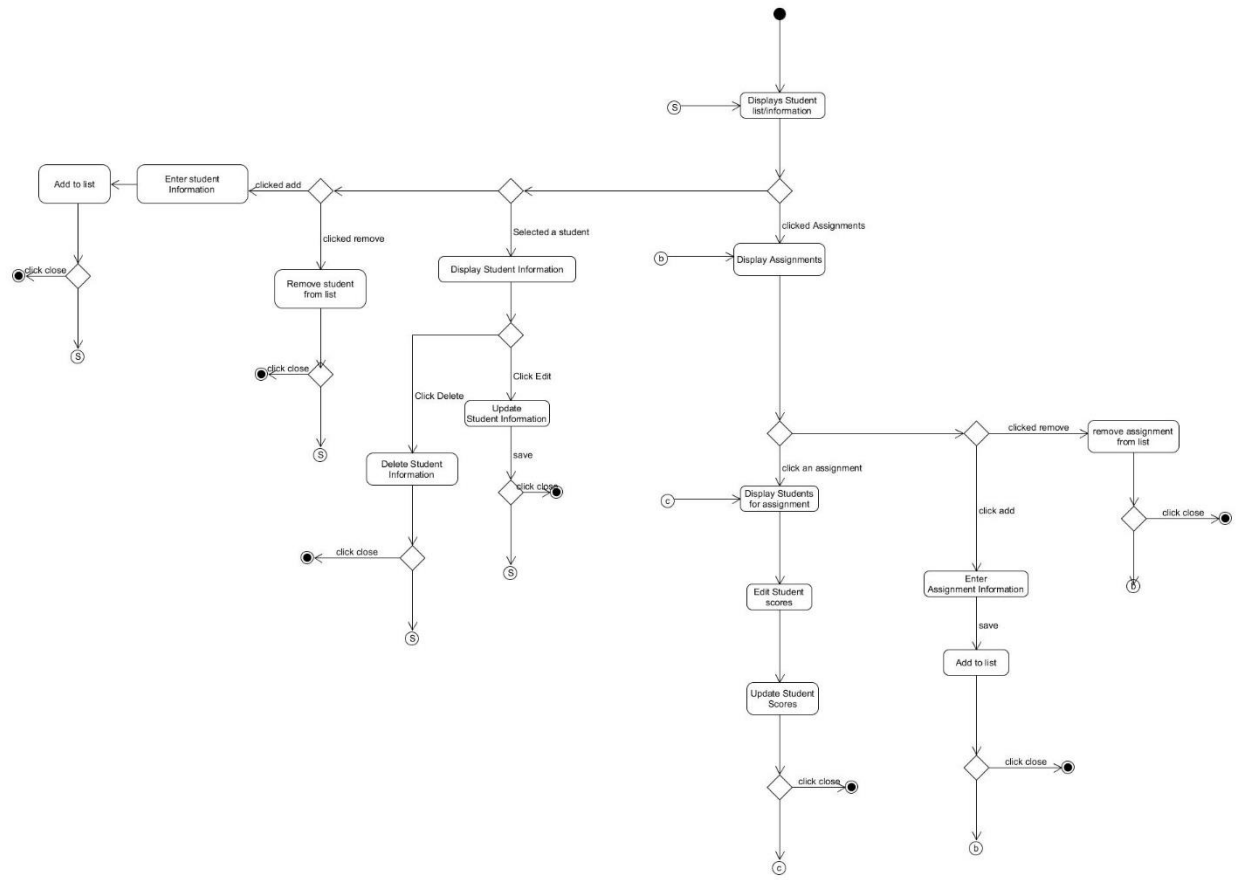 Displays Student
list/information
S
Add to list
Enter student
Information
clicked add
clicked remove
Selected a student
clicked Assignments
Display Student Information
b
Display Assignments
click close
Remove student
from list
S
click close
Click Delete
Click Edit
Update
Student Information
S
save
Delete Student
Information
click close
click close
S
S
click an assignment
clicked remove
remove assignment
from list
c
Display Students
for assignment
click add
click close
b
Enter
Assignment Information
Edit Student
scores
save
Add to list
Update Student
Scores
click close
click close
b
c